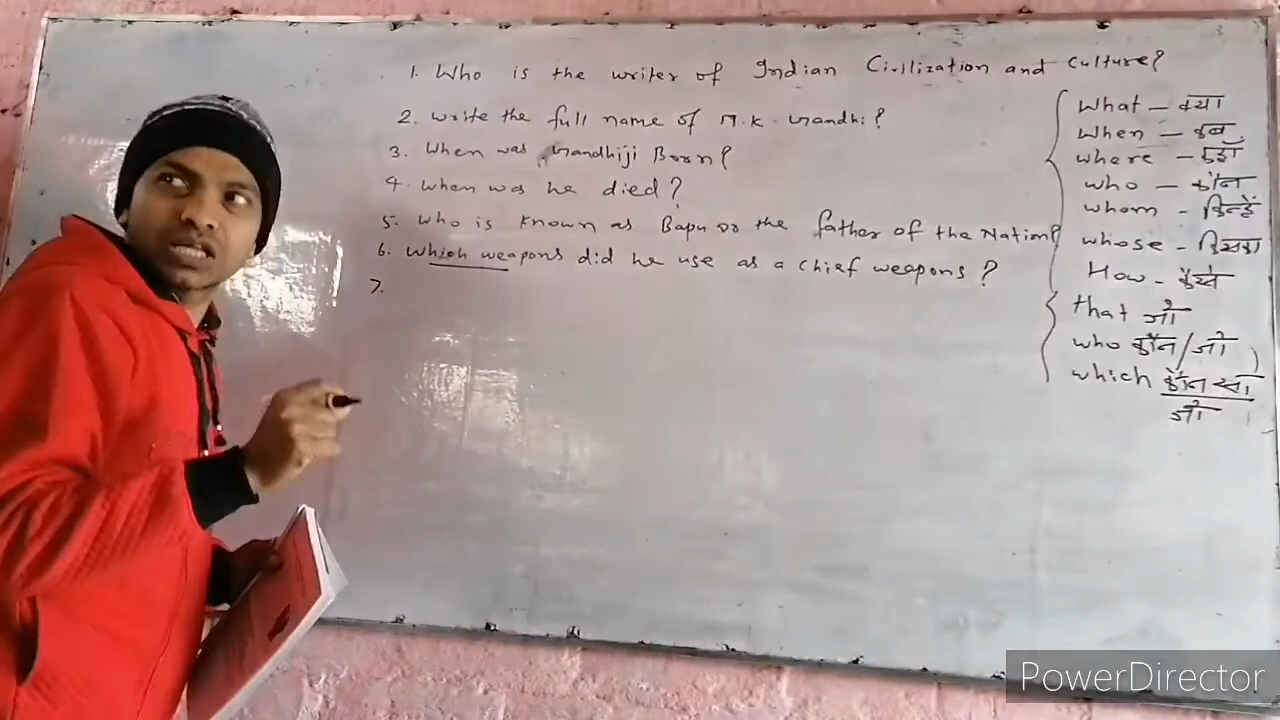 1. Who is the writer of Indian Civilization and Culture?
2. write the full name of M.K. Gandhi?
3. When was Gandhiji Born?
4. When was he died?
5. who is known as Bapu or the father of the Nation?
6. which weapons did he use as a chief weapons?
7.
What – क्या
When – कब
where – कहाँ
who – कौन
whom – किन्हें
whose – किसका
How – कैसे
that जो
who कौन/जो
which कौन सा
जो
PowerDirector